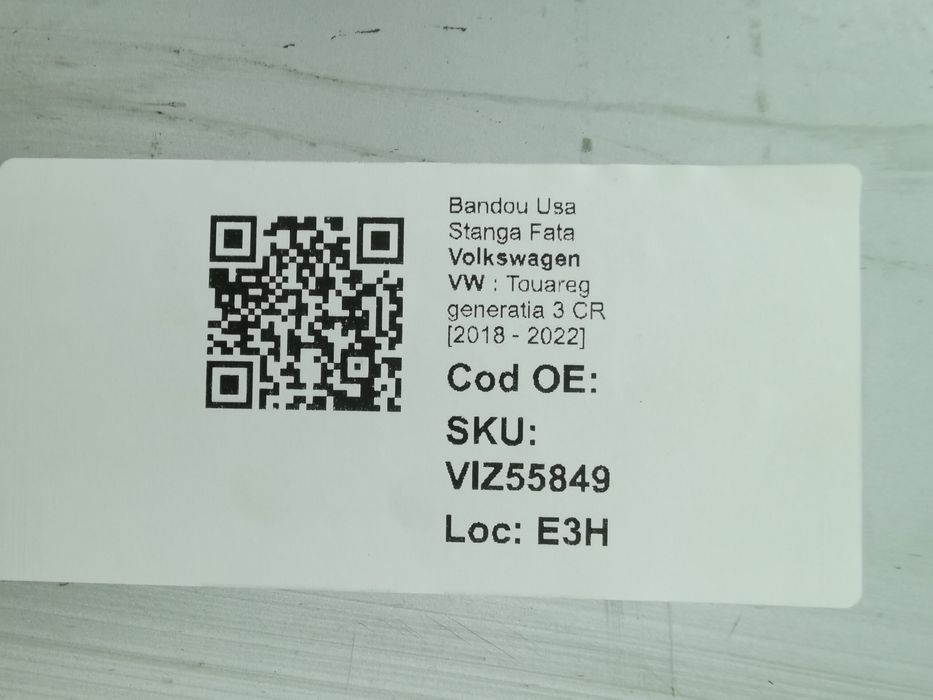 Bandou Usa
Stanga Fata
Volkswagen
VW : Touareg
generatia 3 CR
[2018 - 2022]
Cod OE:
SKU:
VIZ55849
Loc: E3H